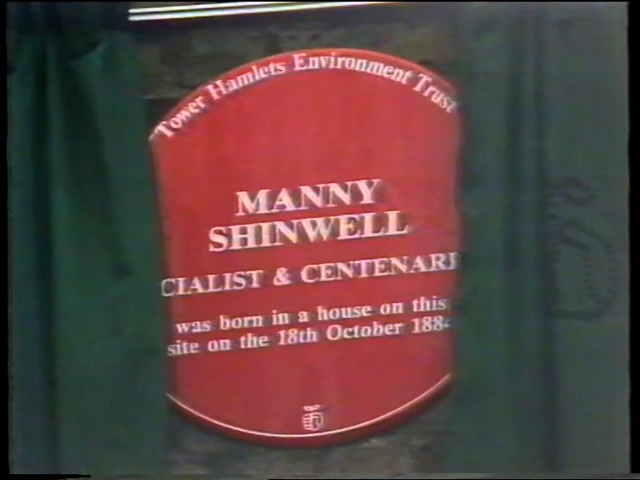 Tower Hamlets Environment Trust
MANNY
SHINWELL
CIALIST & CENTENARI
was born in a house on this
site on the 18th October 188